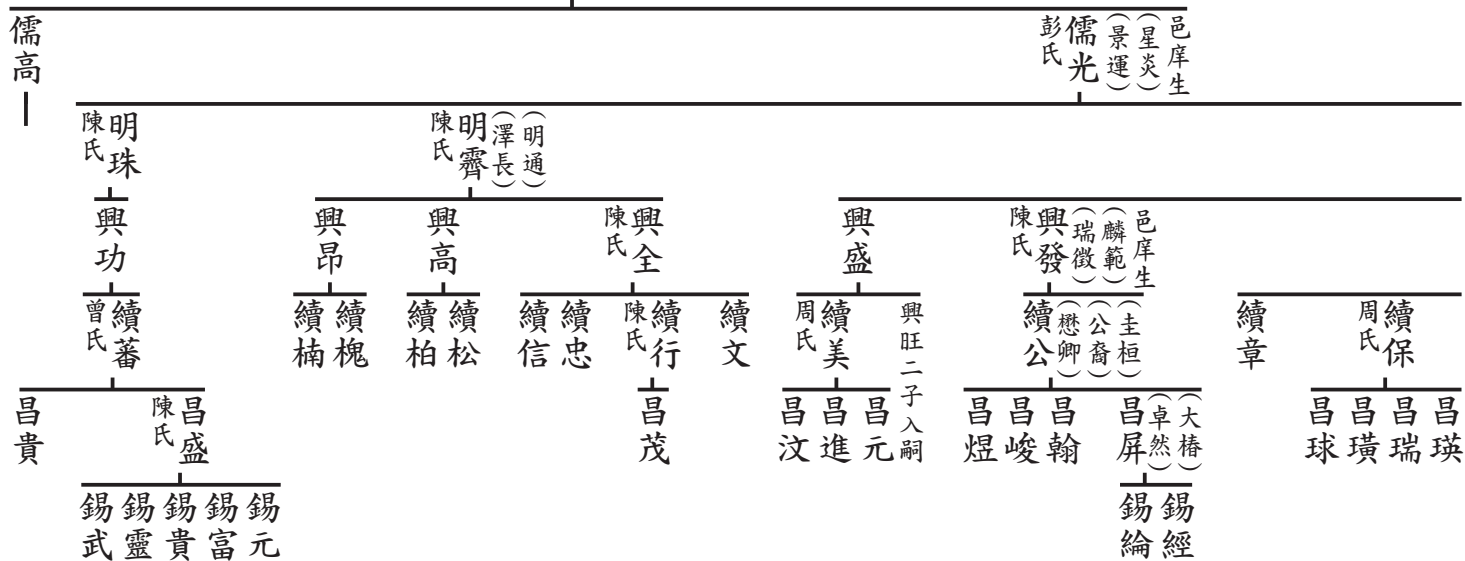 邑庠生
（星炎）
（景運）
儒光
彭氏
儒高
（明通）
（澤長）
明霽
陳氏
明珠
陳氏
邑庠生
（麟範）
（瑞徵）
興發
陳氏
興盛
興全
陳氏
興高
興昂
興功
續保
周氏
續章
（圭桓）
（公裔）
（懋卿）
續公
興旺二子入嗣
續美
周氏
續文
續行
陳氏
續忠
續信
續松
續柏
續槐
續楠
續蕃
曾氏
昌瑛
昌瑞
昌璜
昌球
（大椿）
（卓然）
昌屏
昌翰
昌峻
昌煜
昌元
昌進
昌汶
昌茂
昌盛
陳氏
昌貴
錫經
錫綸
錫元
錫富
錫貴
錫靈
錫武